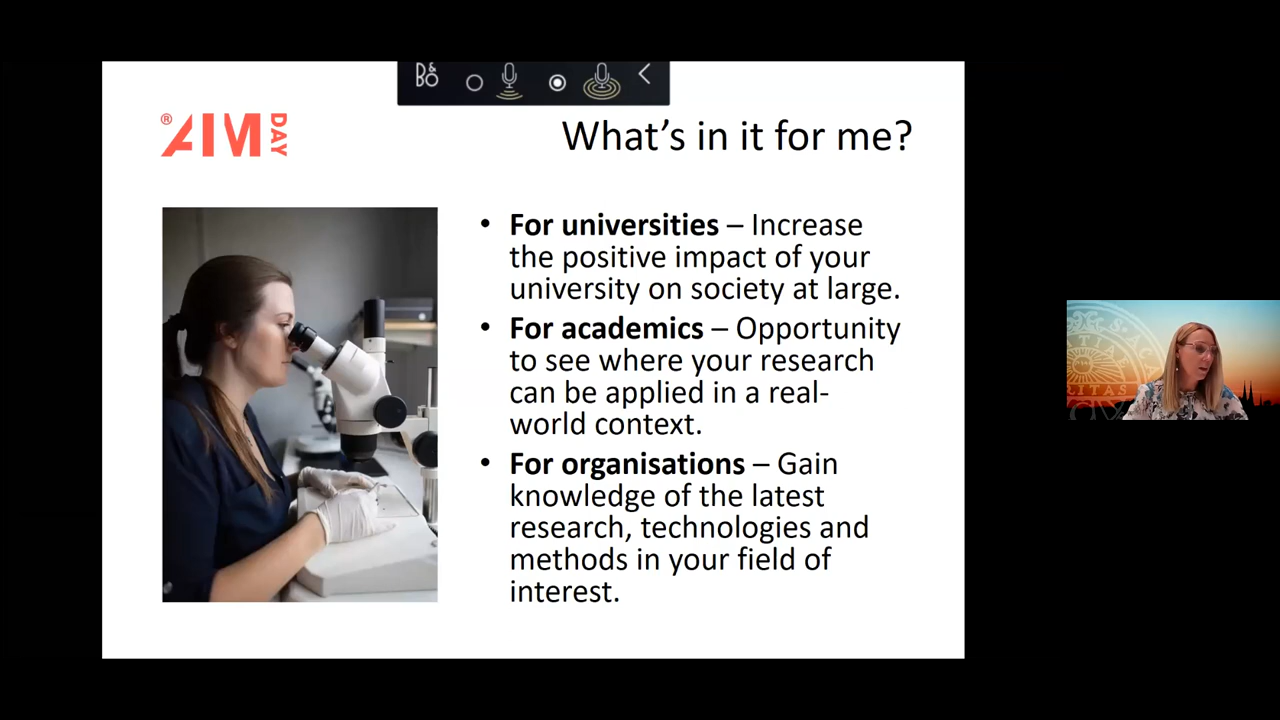 B&O
® AIM DAY
What's in it for me?
• For universities – Increase
the positive impact of your
university on society at large.
• For academics – Opportunity
to see where your research
can be applied in a real-
world context.
• For organisations – Gain
knowledge of the latest
research, technologies and
methods in your field of
interest.